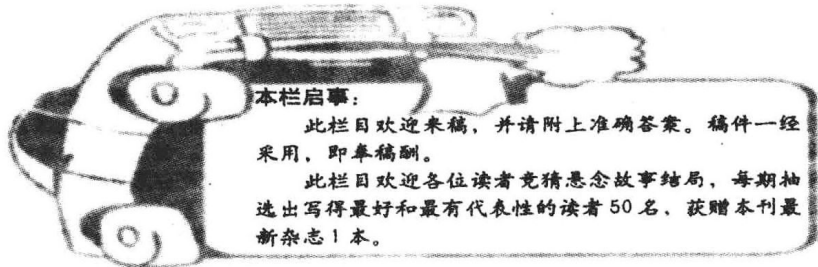 本栏启事：
此栏目欢迎来稿，并请附上准确答案。稿件一经
采用，即奉稿酬。
此栏目欢迎各位读者竞猜悬念故事结局，每期抽
选出写得最好和最有代表性的读者50名，获赠本刊最
新杂志1本。